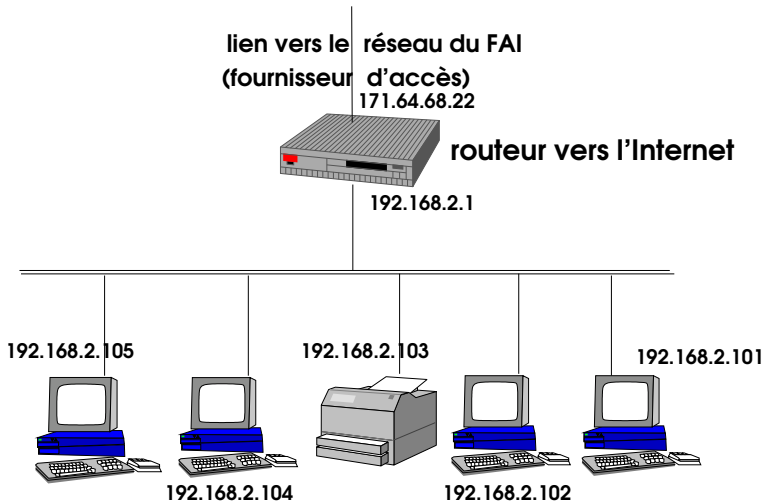 lien vers le réseau du FAI
(fournisseur d'accès)
171.64.68.22
routeur vers l'Internet
192.168.2.1
192.168.2.105
192.168.2.103
192.168.2.101
192.168.2.104
192.168.2.102